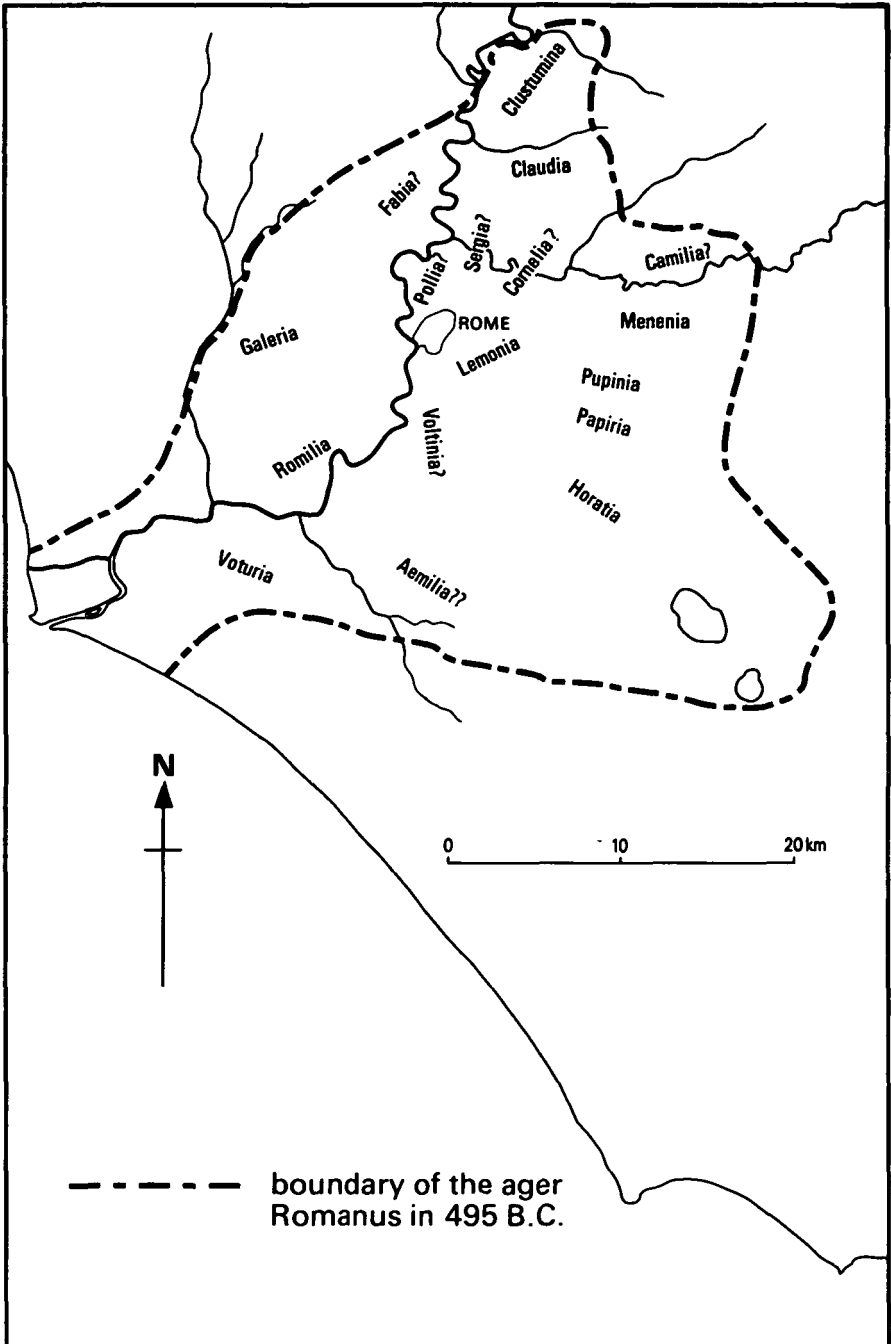 Clustumina
Claudia
Fabia?
Sergia?
Cornelia?
Camilia?
Pollia?
ROME
Menenia
Galeria
Lemonia
Pupinia
Papiria
Voltinia?
Romilia
Horatia
Voturia
Aemilia??
N
0 10 20 km
boundary of the ager
Romanus in 495 B.C.